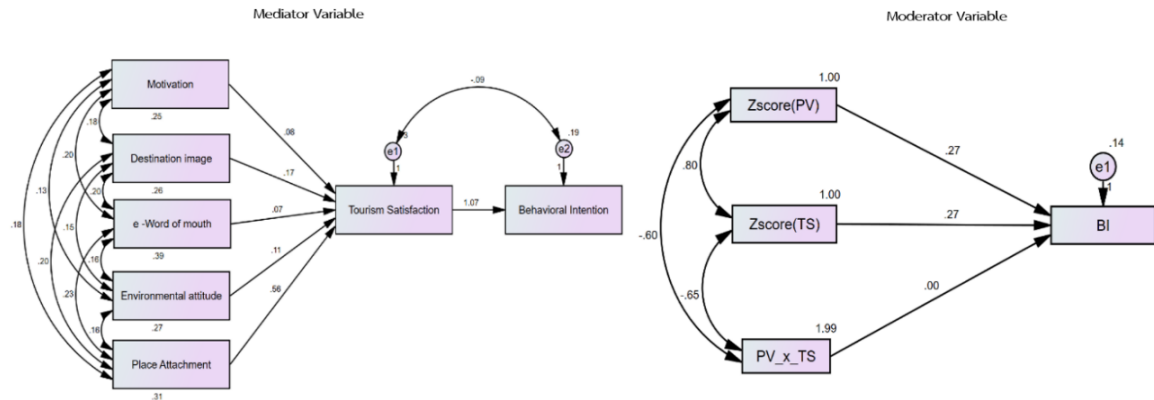 Mediator Variable
Moderator Variable
Motivation
.25
Destination image
.26
e -Word of mouth
.39
Environmental attitude
.27
Place Attachment
.31
.18
.20
.13
.20
.15
.18
.16
.20
.23
.16
.08
.17
.07
.11
.56
-.09
e1
1
Tourism Satisfaction
1.07
.19
e2
1
Behavioral Intention
1.00
Zscore(PV)
.27
.80
1.00
Zscore(TS)
.27
-.60
-.65
.00
1.99
PV_x_TS
.14
e1
1
BI